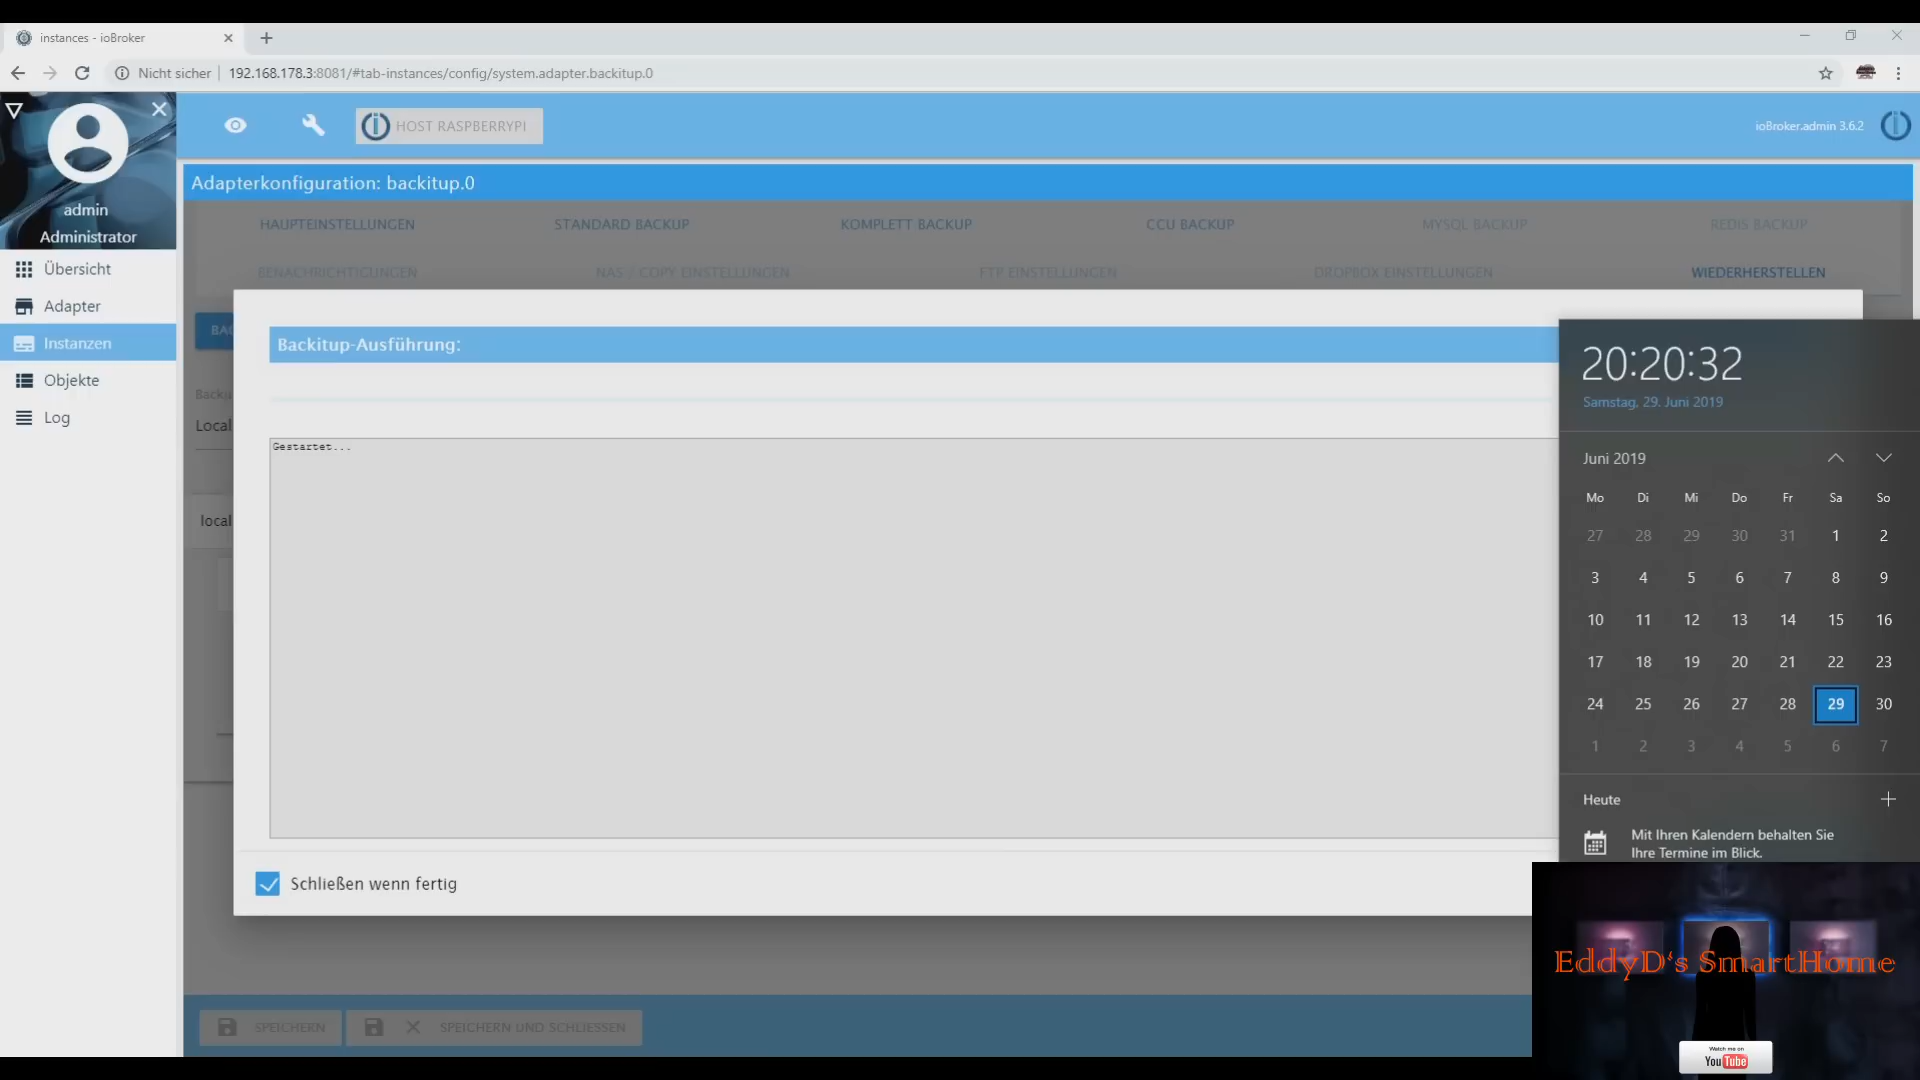 instances - ioBroker
Nicht sicher
192.168.178.3:8081/#tab-instances/config/system.adapter.backitup.0
HOST RASPBERRYPI
ioBroker.admin 3.6.2
admin
Administrator
Übersicht
Adapter
Instanzen
Objekte
Log
Adapterkonfiguration: backitup.0
HAUPTEINSTELLUNGEN
STANDARD BACKUP
KOMPLETT BACKUP
CCU BACKUP
MYSQL BACKUP
REDIS BACKUP
BENACHRICHTIGUNGEN
NAS / COPY EINSTELLUNGEN
FTP EINSTELLUNGEN
DROPBOX EINSTELLUNGEN
WIEDERHERSTELLEN
Local
local
Backitup-Ausführung:
Gestartet...
Schließen wenn fertig
SPEICHERN
SPEICHERN UND SCHLIESSEN
20:20:32
Samstag, 29. Juni 2019
Juni 2019
Mo Di Mi Do Fr Sa So
27 28 29 30 31 1 2
3 4 5 6 7 8 9
10 11 12 13 14 15 16
17 18 19 20 21 22 23
24 25 26 27 28 29 30
1 2 3 4 5 6 7
Heute
Mit Ihren Kalendern behalten Sie
Ihre Termine im Blick.
EddyD's SmartHome
Watch me on
YouTube